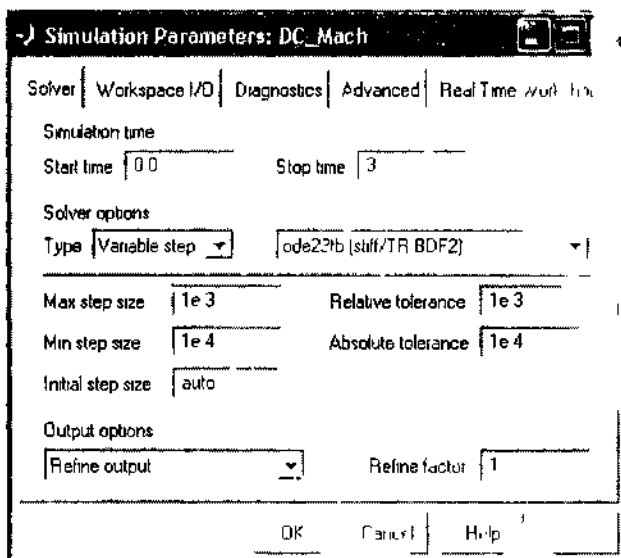 Simulation Parameters: DC_Mach
Solver Workspace I/O Diagnostics Advanced Real Time
Simulation time
Start time 0 0 Stop time 3
Solver options
Type Variable step ode23tb (stiff/TR BDF2)
Max step size 1e 3 Relative tolerance 1e 3
Min step size 1e 4 Absolute tolerance 1e 4
Initial step size auto
Output options
Refine output Refine factor 1
OK Cancel Help